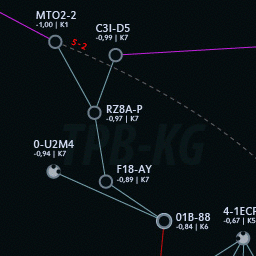 MTO2-2
-1,00 | K1
C3I-D5
-0,99 | K7
5·2
RZ8A-P
-0,97 | K7
TPB-KG
0-U2M4
-0,94 | K7
F18-AY
-0,89 | K7
01B-88
-0,84 | K6
4-1ECP
-0,67 | K5